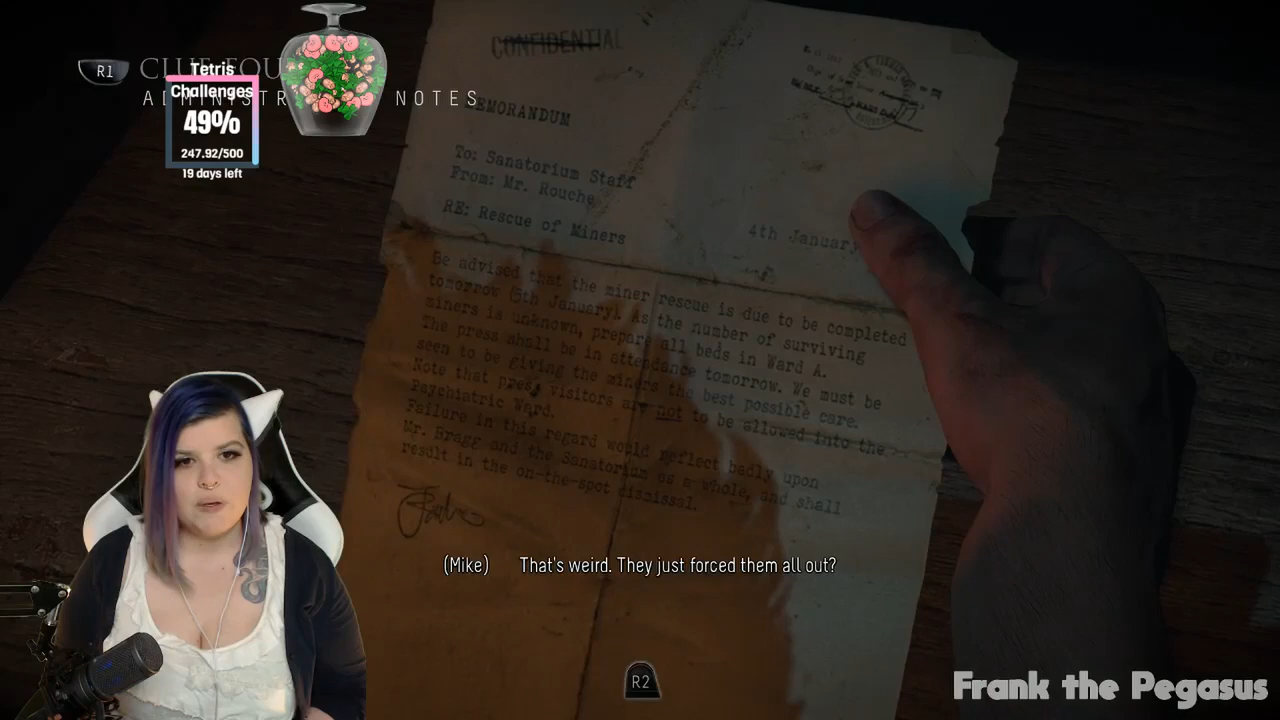 R1
CLUE FOU
Tetris
Challenges
ADMINISTR NOTES
49%
247.92/500
19 days left
CONFIDENTIAL
MEMORANDUM
To: Sanatorium Staff
From: Mr. Rouche
RE: Rescue of Miners
4th January
Be advised that the miner rescue is due to be completed
tomorrow (5th January). As the number of surviving
miners is unknown, prepare all beds in Ward A.
The press shall be in attendance tomorrow. We must be
seen to be giving the miners the best possible care.
Note that press visitors are not to be allowed into the
Psychiatric Ward.
Failure in this regard would reflect badly upon
Mr. Bragg and the Sanatorium as a whole, and shall
result in the on-the-spot dismissal.
(Mike) That's weird. They just forced them all out?
R2
Frank the Pegasus